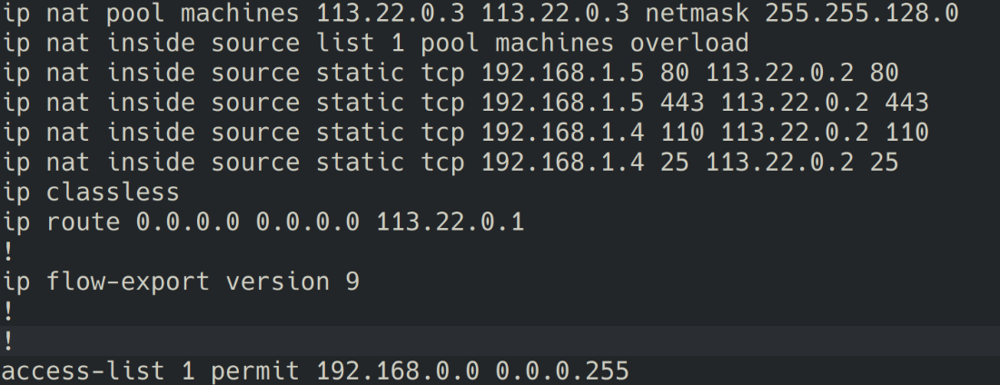 ip nat pool machines 113.22.0.3 113.22.0.3 netmask 255.255.128.0
ip nat inside source list 1 pool machines overload
ip nat inside source static tcp 192.168.1.5 80 113.22.0.2 80
ip nat inside source static tcp 192.168.1.5 443 113.22.0.2 443
ip nat inside source static tcp 192.168.1.4 110 113.22.0.2 110
ip nat inside source static tcp 192.168.1.4 25 113.22.0.2 25
ip classless
ip route 0.0.0.0 0.0.0.0 113.22.0.1
!
ip flow-export version 9
!
!
access-list 1 permit 192.168.0.0 0.0.0.255